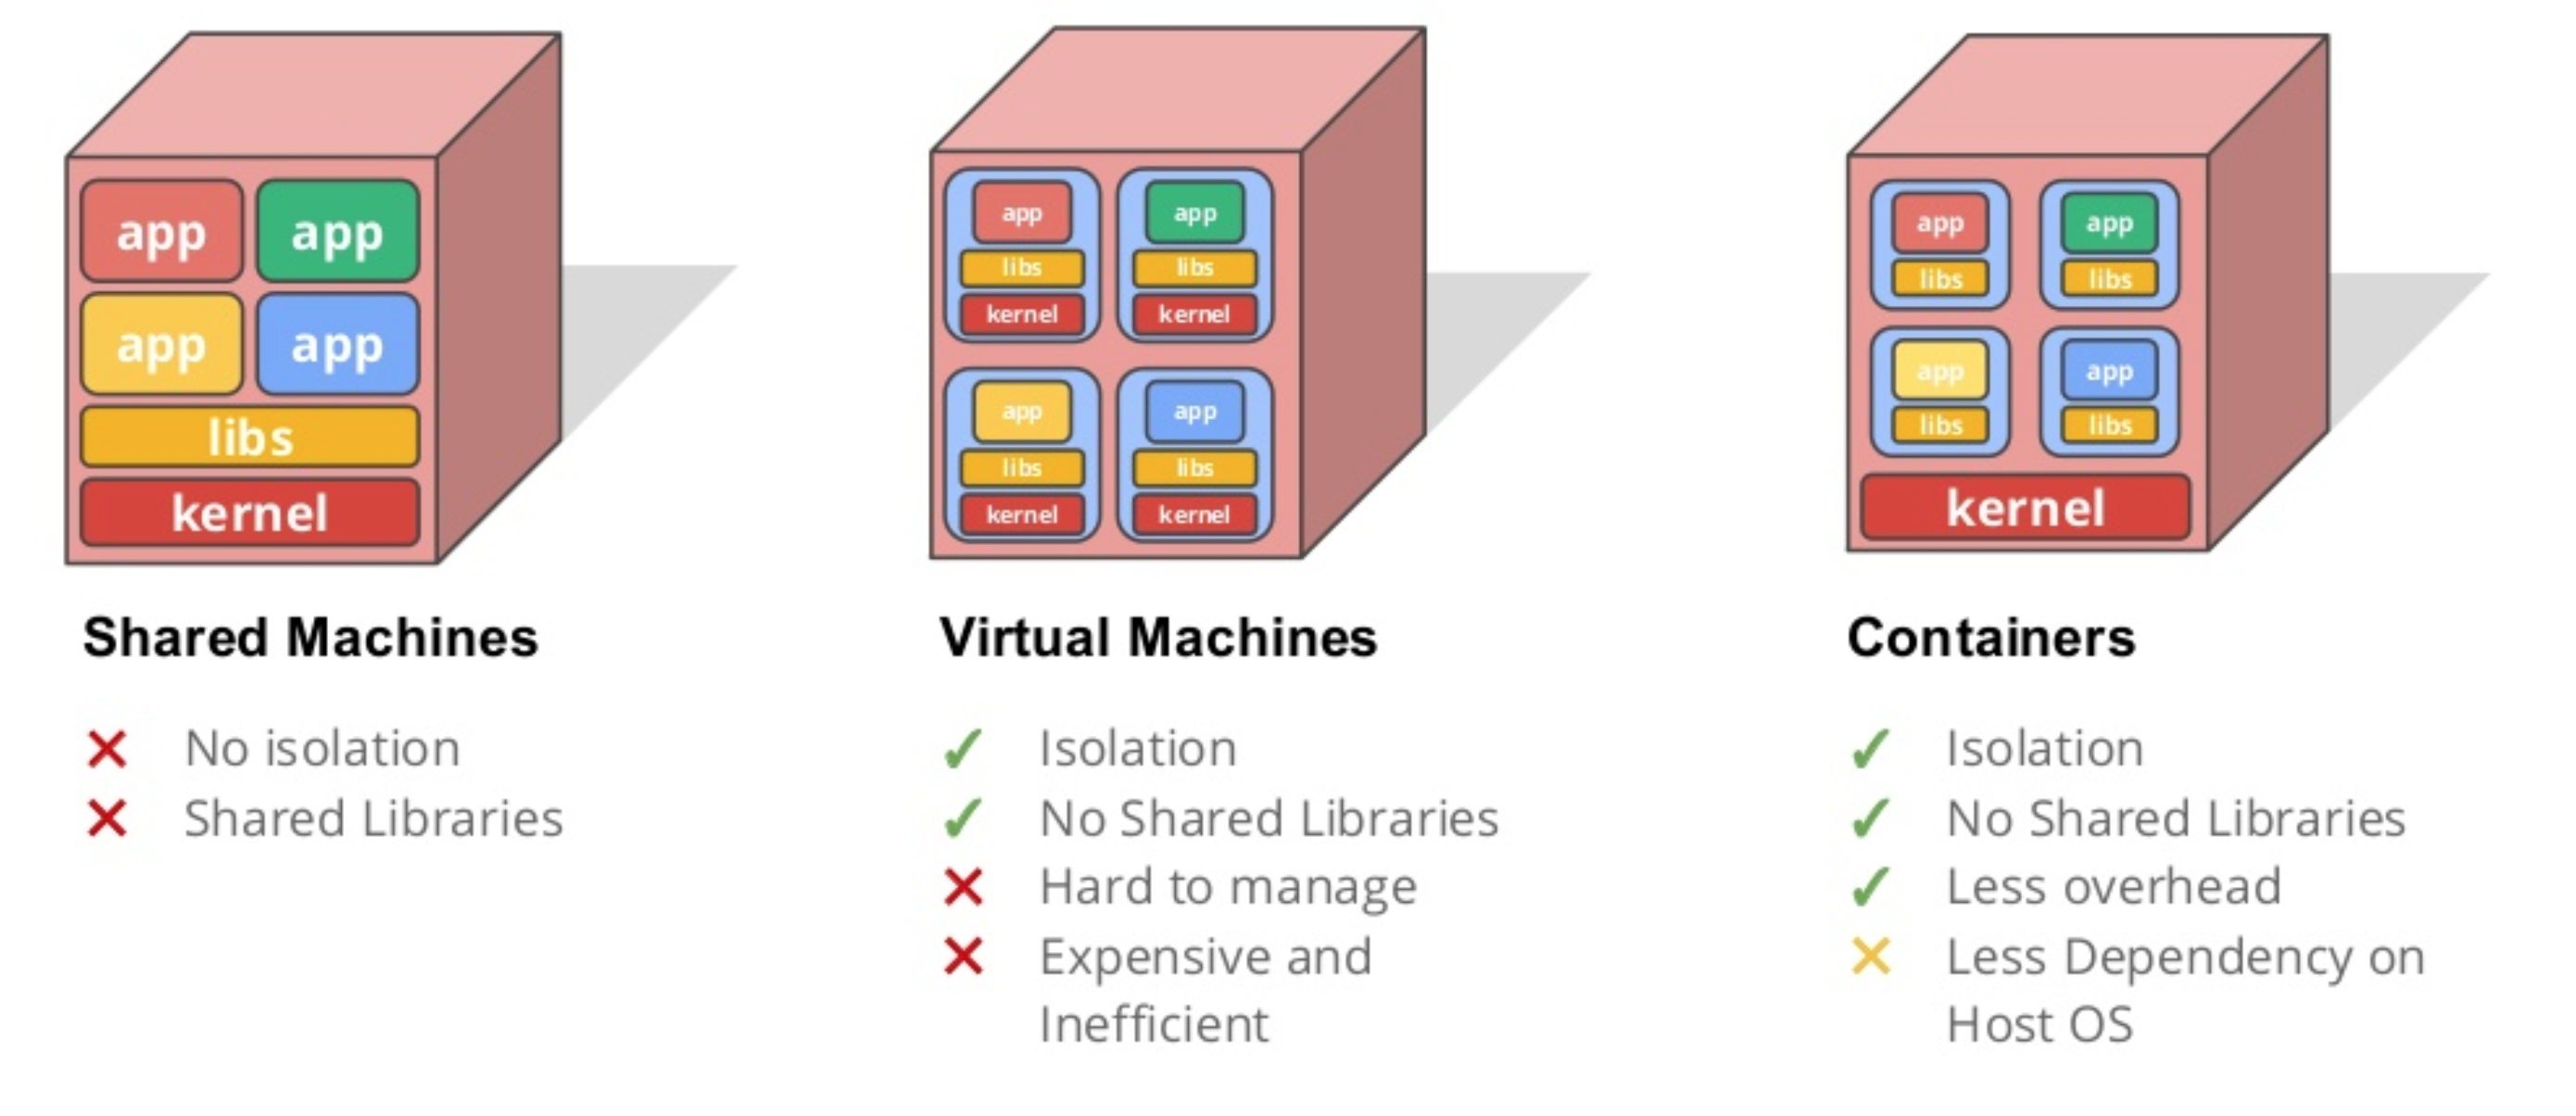 app app
app app
libs
kernel
Shared Machines
No isolation
Shared Libraries
app app
libs libs
kernel kernel
app app
libs libs
kernel kernel
Virtual Machines
Isolation
No Shared Libraries
Hard to manage
Expensive and
Inefficient
app app
libs libs
app app
libs libs
kernel
Containers
Isolation
No Shared Libraries
Less overhead
Less Dependency on
Host OS